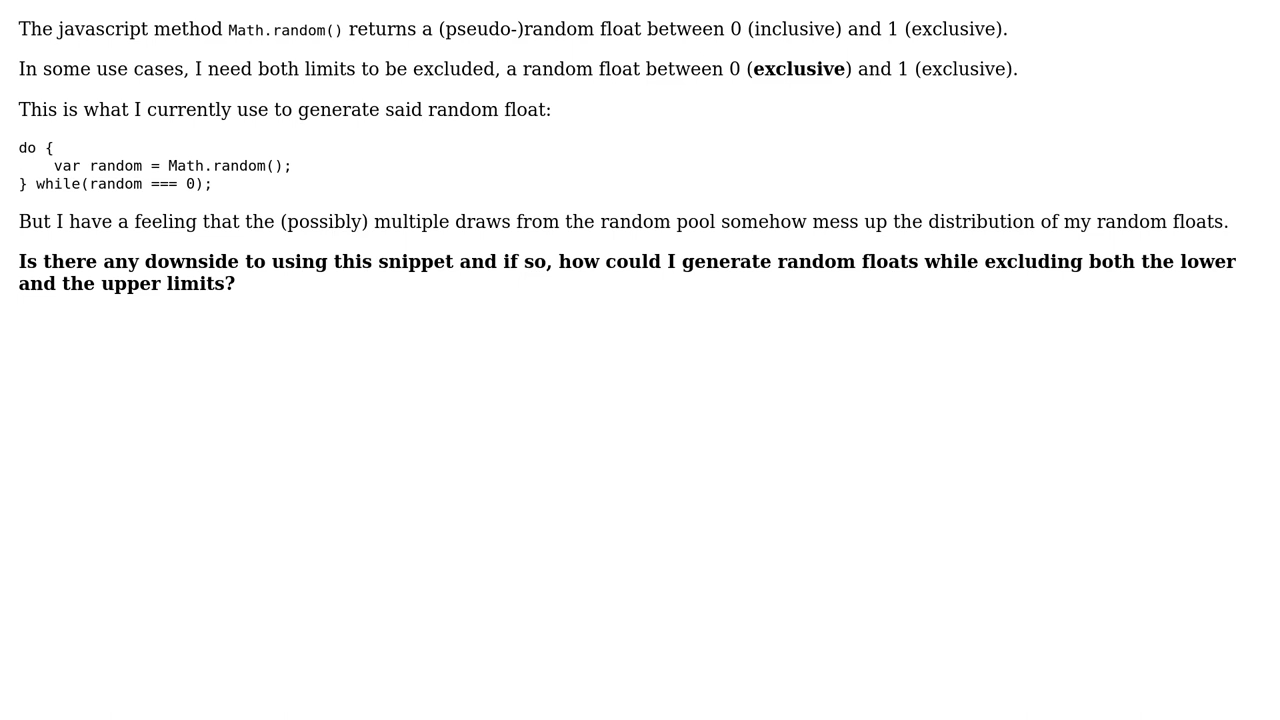 The javascript method Math.random() returns a (pseudo-)random float between 0 (inclusive) and 1 (exclusive).
In some use cases, I need both limits to be excluded, a random float between 0 (exclusive) and 1 (exclusive).
This is what I currently use to generate said random float:
do {
    var random = Math.random();
} while(random === 0);
But I have a feeling that the (possibly) multiple draws from the random pool somehow mess up the distribution of my random floats.
Is there any downside to using this snippet and if so, how could I generate random floats while excluding both the lower
and the upper limits?